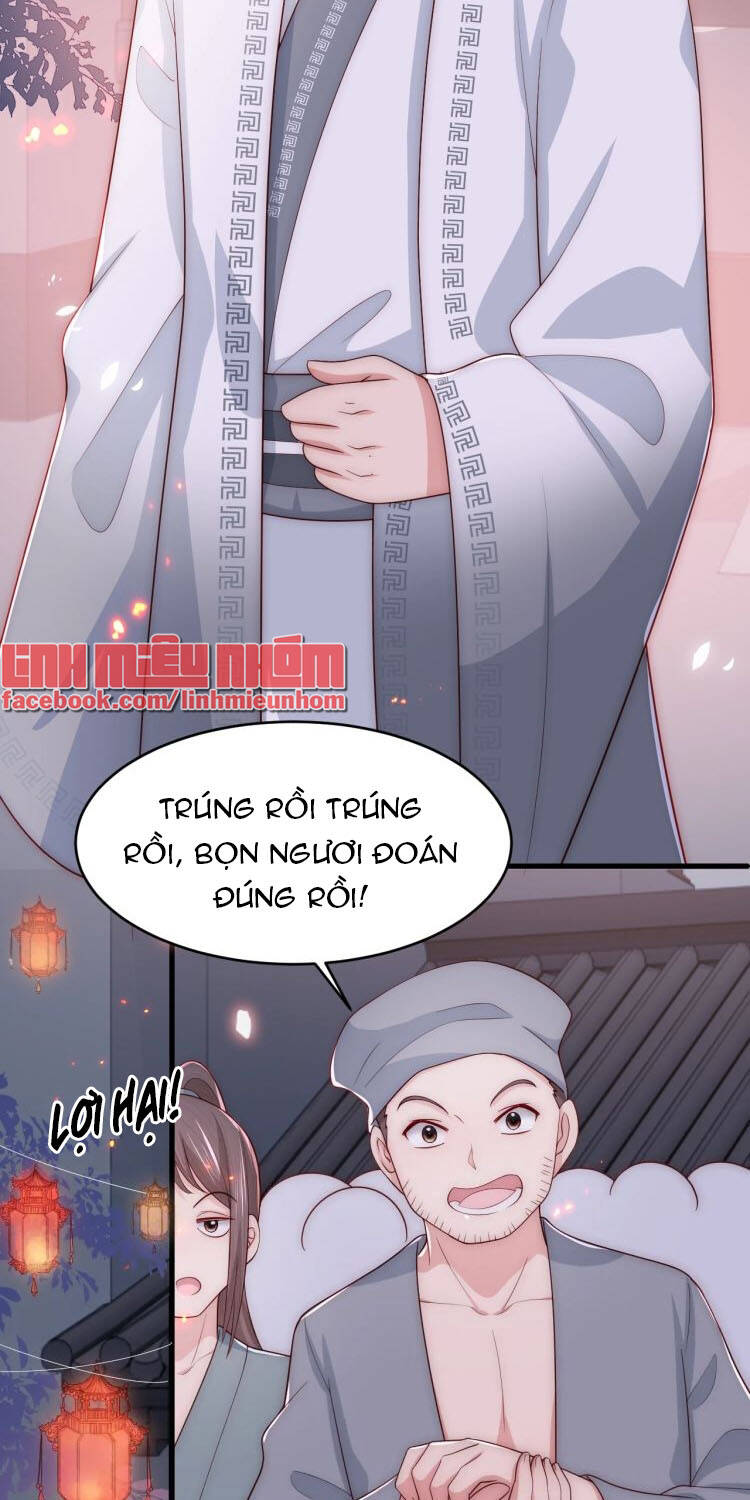 LINH MIÊU NHÓM
facebook.com/linhmieunhom
TRÚNG RỒI TRÚNG
RỒI, BỌN NGƯƠI ĐOÁN
ĐÚNG RỒI!
LỢI HẠI!